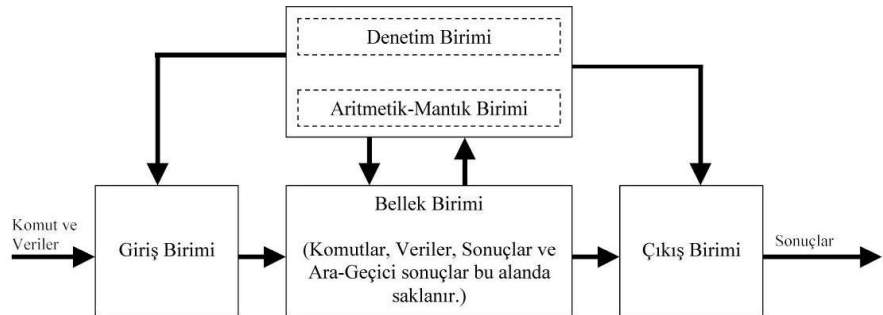 Denetim Birimi
Aritmetik-Mantık Birimi
Komut ve
Veriler
Giriş Birimi
Bellek Birimi
(Komutlar, Veriler, Sonuçlar ve
Ara-Geçici sonuçlar bu alanda
saklanır.)
Çıkış Birimi
Sonuçlar